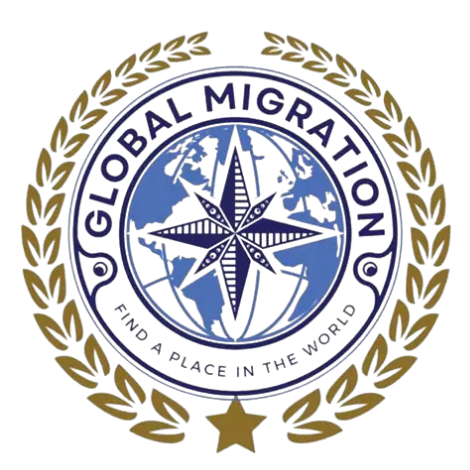 GLOBAL MIGRATION
FIND A PLACE IN THE WORLD